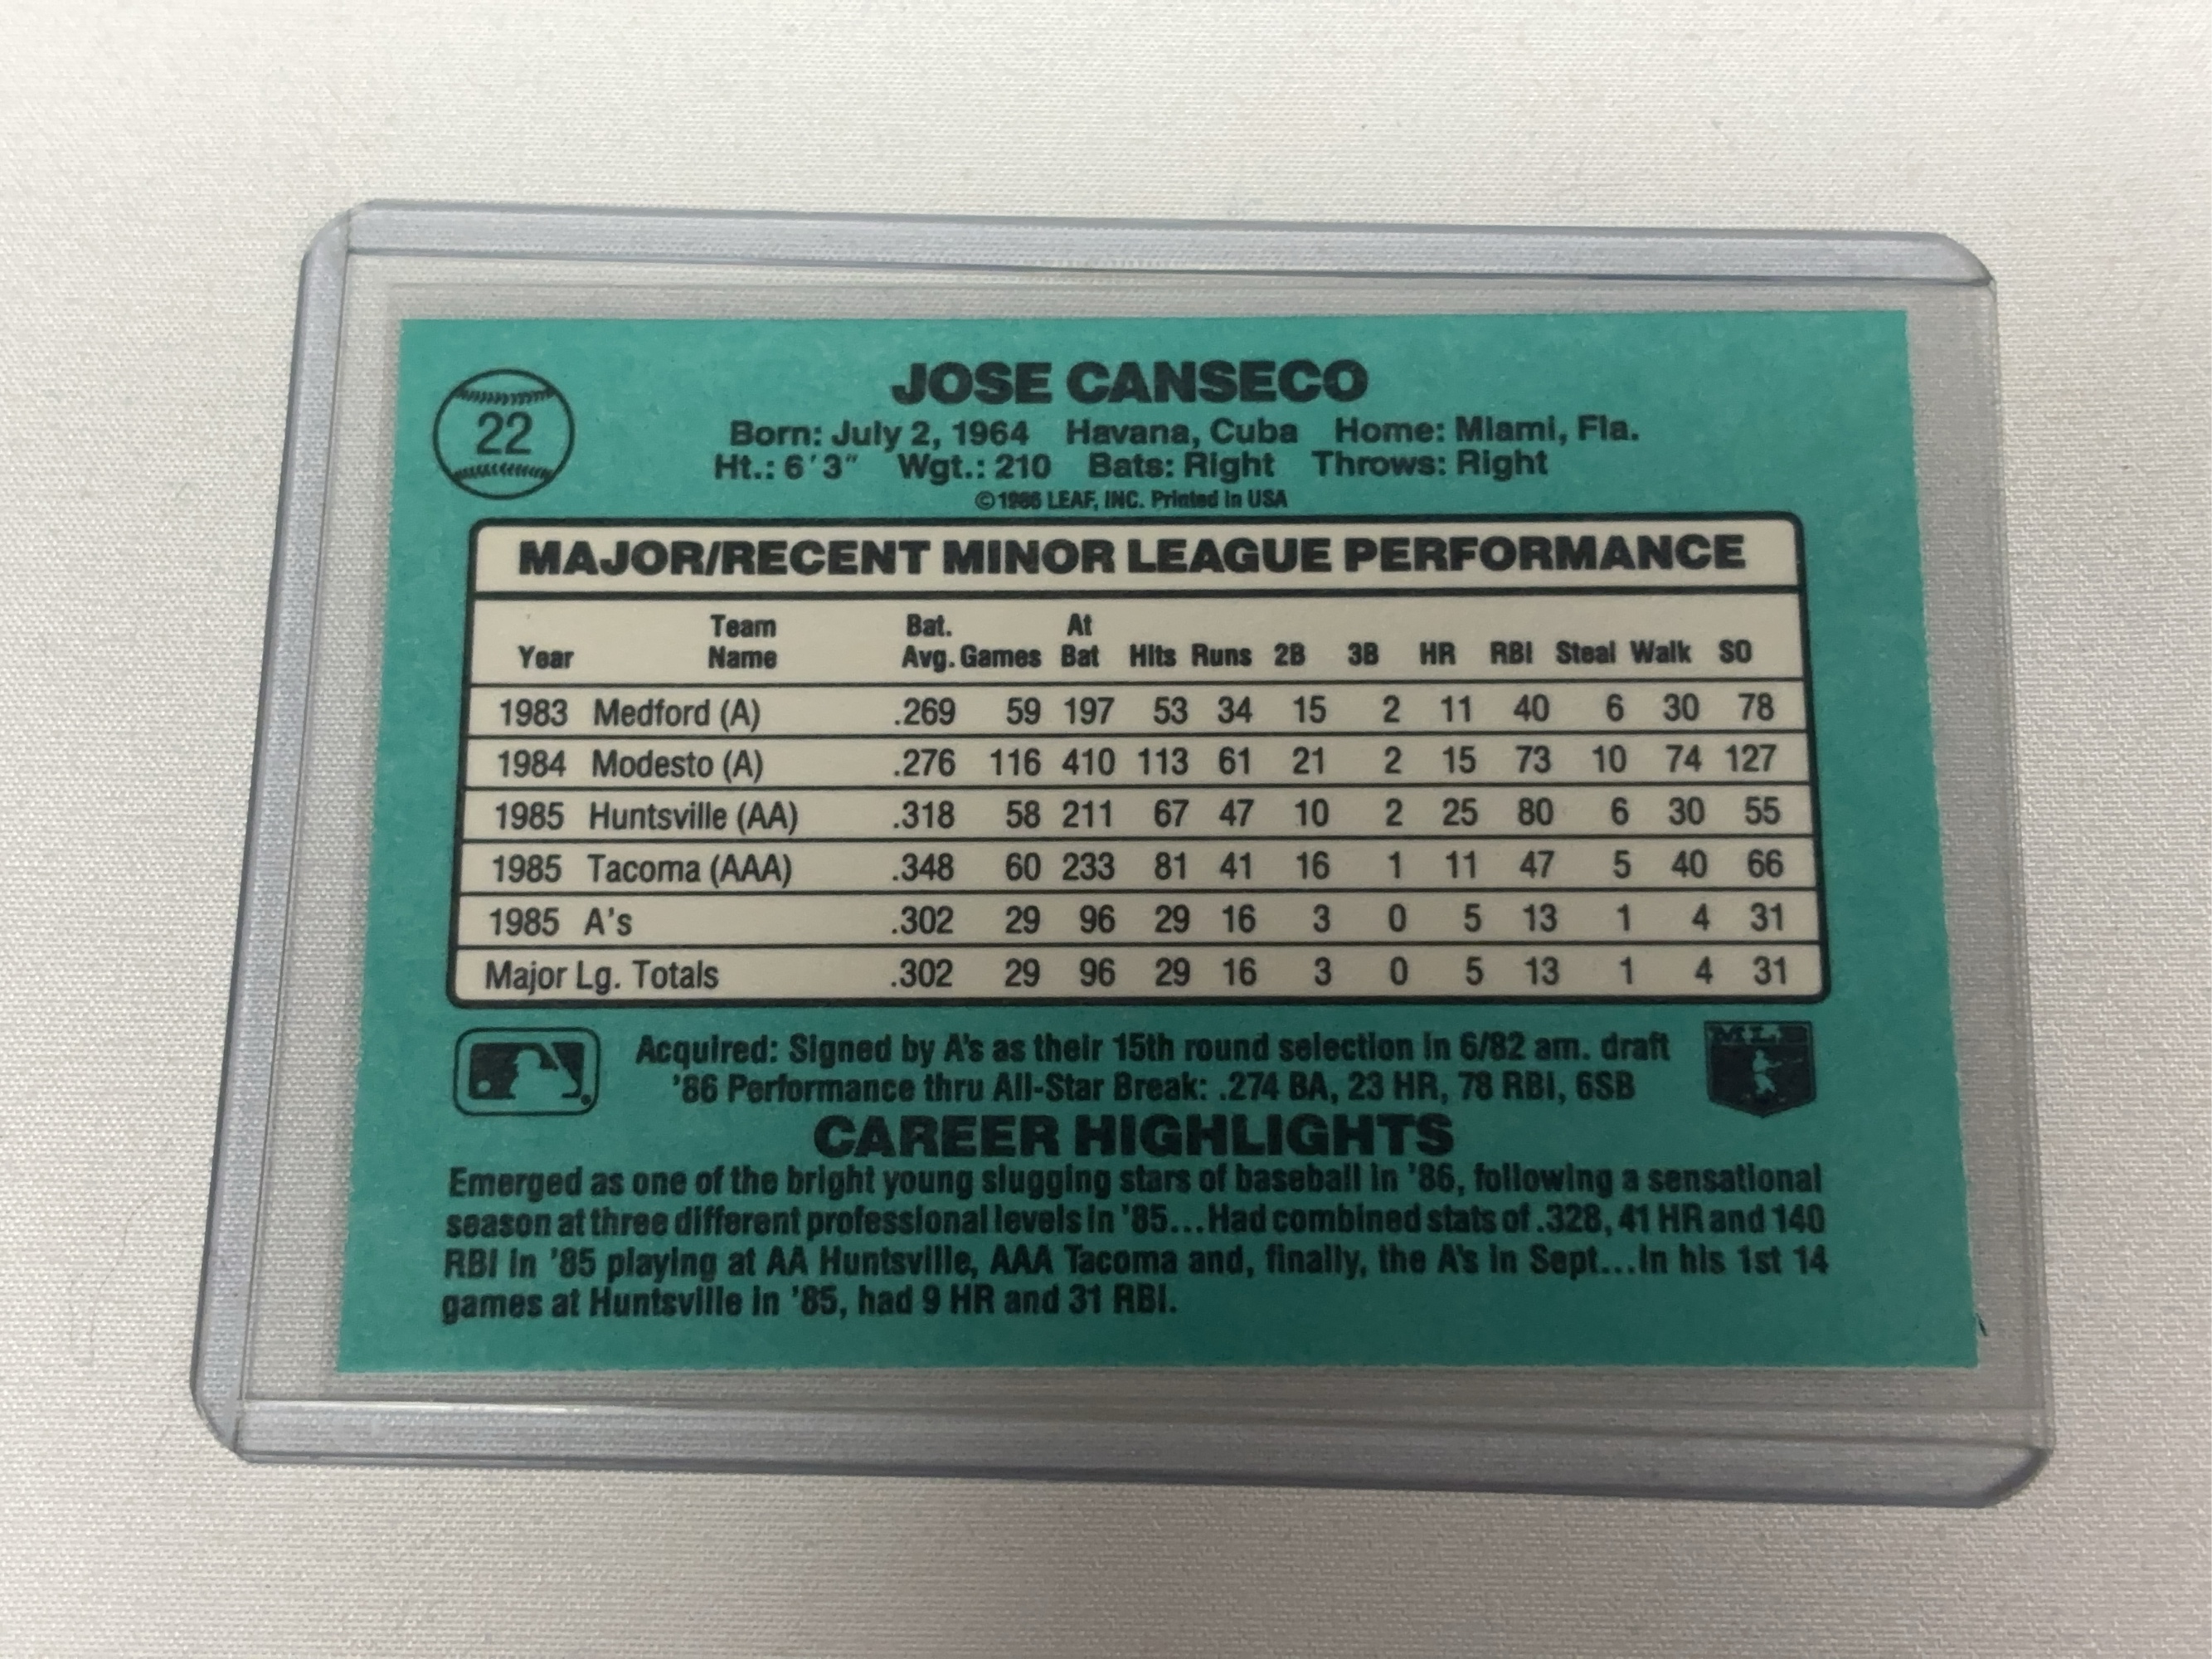 22
JOSE CANSECO
Born: July 2, 1964 Havana, Cuba Home: Miami, Fla.
Ht.: 6'3" Wgt.: 210 Bats: Right Throws: Right
©1986 LEAF, INC. Printed in USA
MAJOR/RECENT MINOR LEAGUE PERFORMANCE
Year Team Name Bat. Avg. Games At Bat Hits Runs 2B 3B HR RBI Steal Walk SO
1983 Medford (A) .269 59 197 53 34 15 2 11 40 6 30 78
1984 Modesto (A) .276 116 410 113 61 21 2 15 73 10 74 127
1985 Huntsville (AA) .318 58 211 67 47 10 2 25 80 6 30 55
1985 Tacoma (AAA) .348 60 233 81 41 16 1 11 47 5 40 66
1985 A's .302 29 96 29 16 3 0 5 13 1 4 31
Major Lg. Totals .302 29 96 29 16 3 0 5 13 1 4 31
Acquired: Signed by A's as their 15th round selection in 6/82 am. draft
'86 Performance thru All-Star Break: .274 BA, 23 HR, 78 RBI, 6SB
CAREER HIGHLIGHTS
Emerged as one of the bright young slugging stars of baseball in '86, following a sensational
season at three different professional levels in '85...Had combined stats of .328, 41 HR and 140
RBI in '85 playing at AA Huntsville, AAA Tacoma and, finally, the A's in Sept...In his 1st 14
games at Huntsville in '85, had 9 HR and 31 RBI.